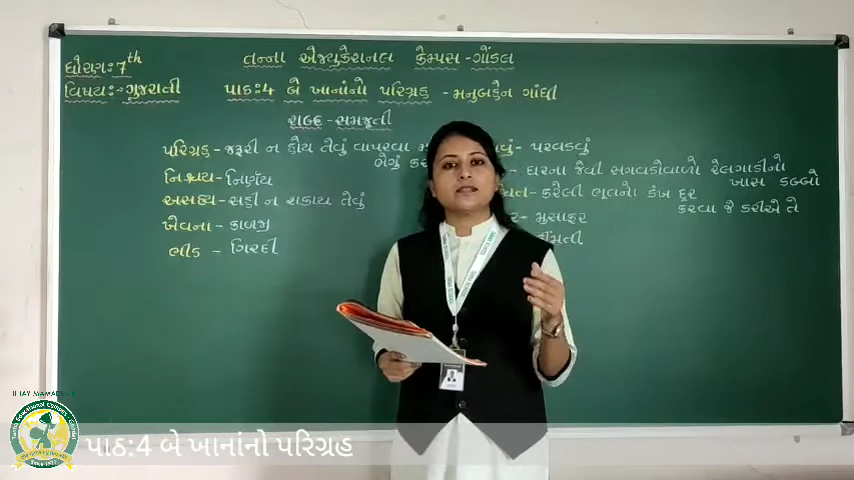 ધોરણ:7th
તન્ના એજ્યુકેશનલ કેમ્પસ-ગોંડલ
વિષય:-ગુજરાતી
પાઠ:4 બે ખાનાંનો પરિગ્રહ -મનુબહેન ગાંધી
શબ્દ-સમજૂતી
પરિગ્રહ-જરૂરી ન હોય તેવું વાપરવા
ભેગું
નિશ્ચય-નિર્ણય
અસહ્ય-સહી ન શકાય તેવું
ખેવના-કાળજી
ભીડ - ગિરદી
પરવડવું
ઘરના જેવી સગવડોવાળો રેલગાડીનો
ખાસ ડબ્બો
કરેલી ભૂલનો ડંખ દૂર
કરવા જે કરીએ તે
મુસાફર
પાઠ:4 બે ખાનાંનો પરિગ્રહ